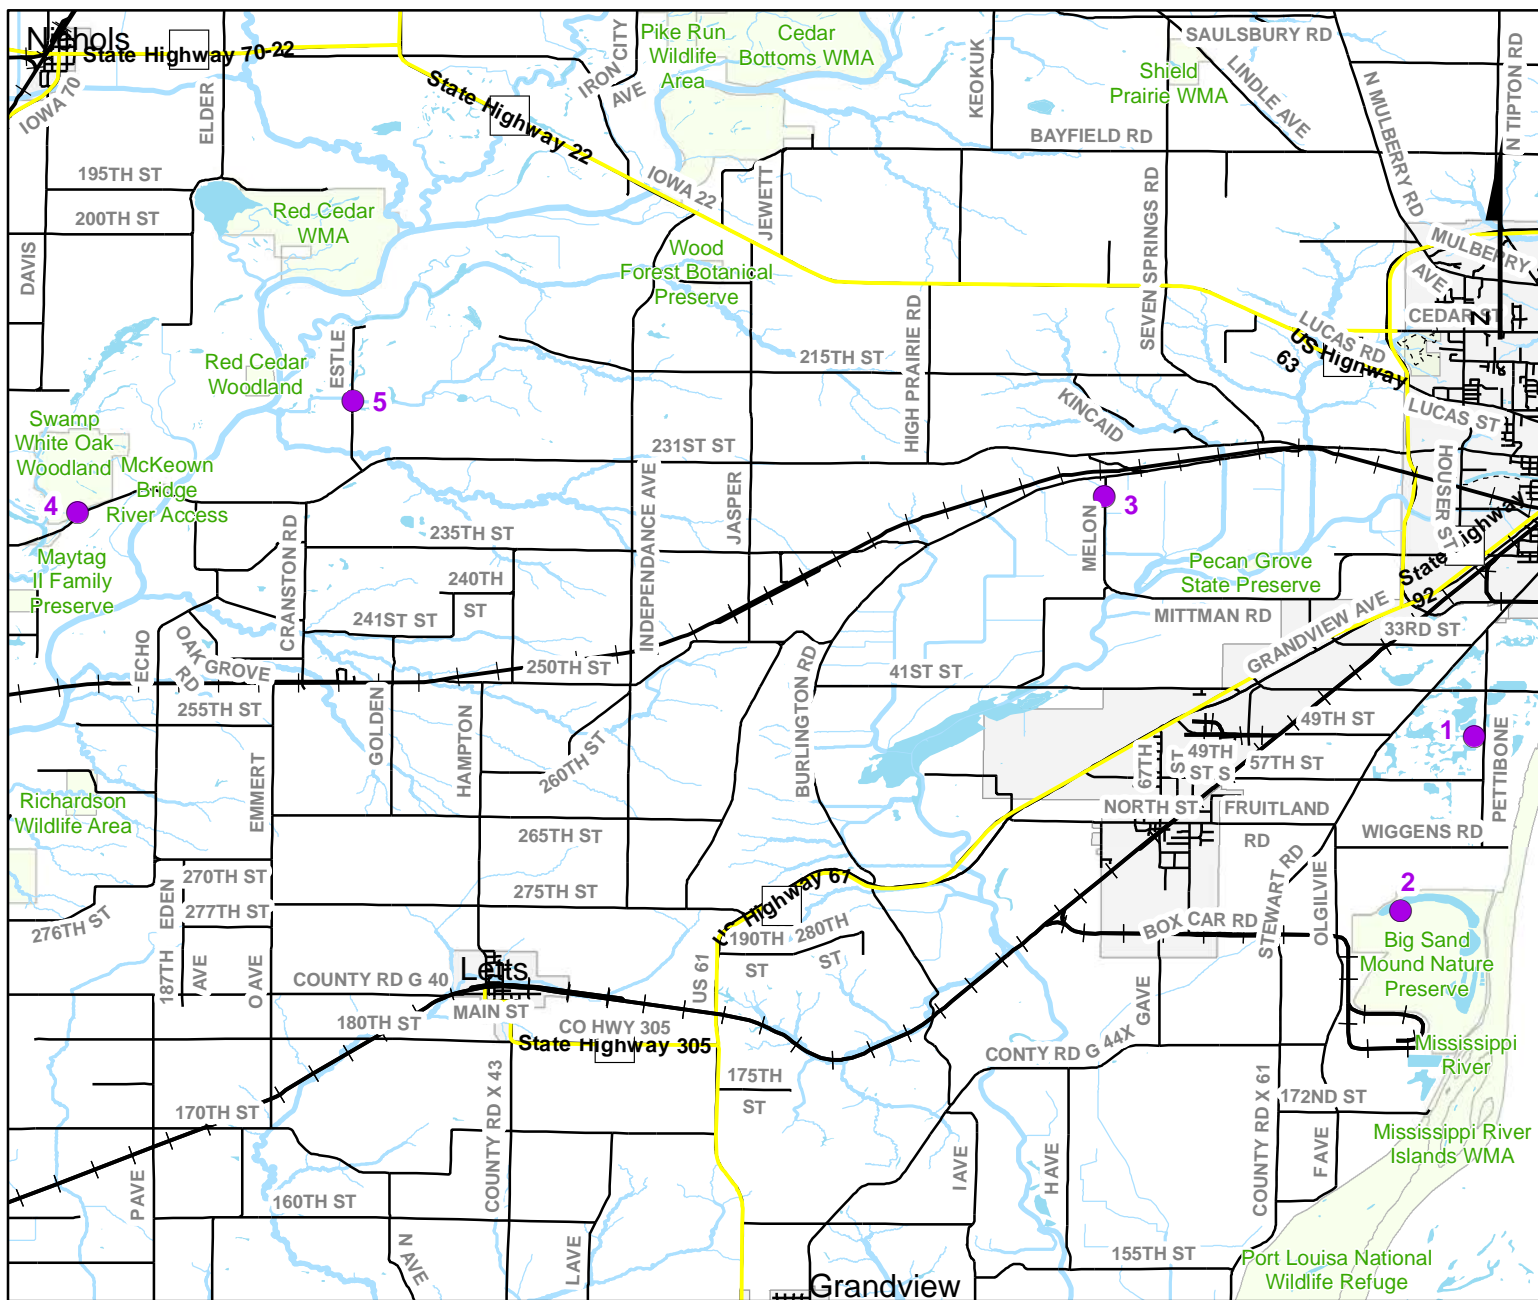 Nichols
State Highway 70-22
IOWA 70
ELDER
State Highway 22
IRON CITY
AVE
Pike Run
Wildlife
Area
Cedar
Bottoms WMA
KEOKUK
SAULSBURY RD
Shield
Prairie WMA
LINDLE AVE
N MULBERRY RD
N TIPTON RD
BAYFIELD RD
195TH ST
200TH ST
Red Cedar
WMA
DAVIS
IOWA 22
JEWETT
Wood
Forest Botanical
Preserve
SEVEN SPRINGS RD
MULBERRY
AVE
CEDAR ST
N
LUCAS RD
US Highway
63
HIGH PRAIRIE RD
215TH ST
ESTLE
Red Cedar
Woodland
5
KINCAID
LUCAS ST
HOUSER ST
Swamp
White Oak
Woodland
McKeown
Bridge
River Access
4
231ST ST
INDEPENDANCE AVE
JASPER
3
MELON
State Highway
92
Maytag
II Family
Preserve
CRANSTON RD
235TH ST
240TH
ST
241ST ST
Pecan Grove
State Preserve
MITTMAN RD
GRANDVIEW AVE
33RD ST
ECHO
OAK GROVE
RD
250TH ST
BURLINGTON RD
41ST ST
255TH ST
GOLDEN
HAMPTON
260TH ST
49TH ST
1
PETTIBONE
67TH
ST
49TH
ST S
57TH ST
EMMERT
Richardson
Wildlife Area
265TH ST
NORTH ST
FRUITLAND
RD
WIGGENS RD
STEWART RD
OLGILVIE
270TH ST
275TH ST
US Highway 61
2
276TH ST
EDEN
277TH ST
190TH
ST
280TH
ST
BOX CAR RD
Big Sand
Mound Nature
Preserve
187TH
AVE
O AVE
COUNTY RD G 40
Letts
US 61
MAIN ST
180TH ST
CO HWY 305
State Highway 305
GAVE
CONTY RD G 44X
Mississippi
River
175TH
ST
170TH ST
COUNTY RD X 43
COUNTY RD X 61
172ND ST
Mississippi River
Islands WMA
P AVE
160TH ST
I AVE
H AVE
F AVE
N AVE
LAVE
155TH ST
Port Louisa National
Wildlife Refuge
Grandview